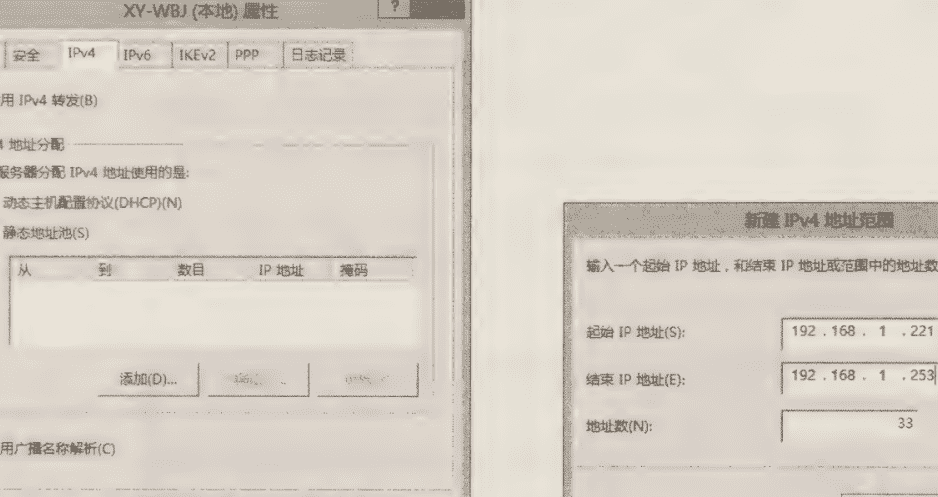 XY-WBJ (本地) 属性
?
安全 IPv4 IPv6 IKEv2 PPP 日志记录
用 IPv4 转发(B)
4 地址分配
服务器分配 IPv4 地址使用的是:
动态主机配置协议(DHCP)(N)
静态地址池(S)
从 到 数目 IP 地址 掩码
添加(D)...
用广播名称解析(C)
新建 IPv4 地址范围
输入一个起始 IP 地址，和结束 IP 地址或范围中的地址数
起始 IP 地址(S): 192 . 168 . 1 . 221
结束 IP 地址(E): 192 . 168 . 1 . 253
地址数(N): 33